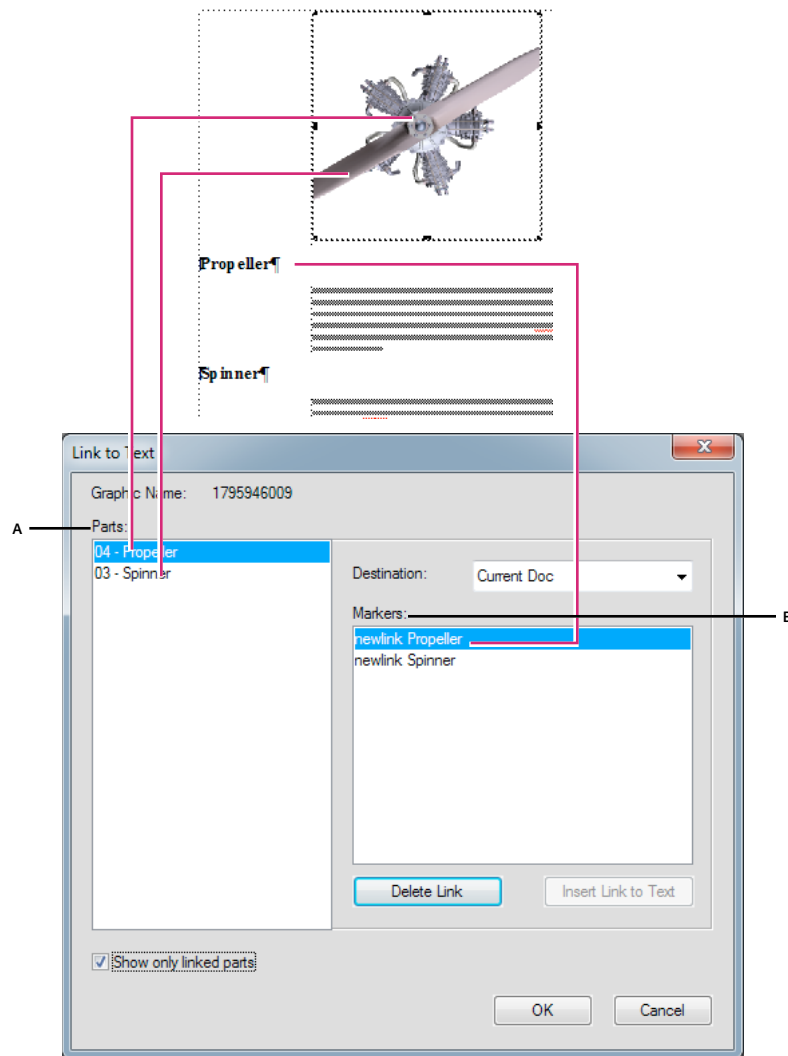 Propeller¶
Spinner¶
Link to Text
Graphic Name: 1795946009
A
Parts:
04 - Propeller
03 - Spinner
Destination: Current Doc
Markers:
B
newlink Propeller
newlink Spinner
Delete Link
Insert Link to Text
Show only linked parts
OK
Cancel